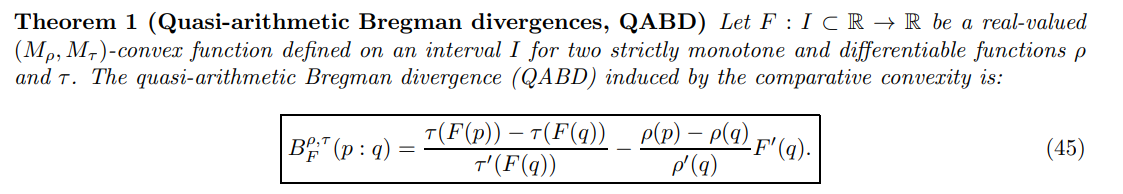 Theorem 1 (Quasi-arithmetic Bregman divergences, QABD) Let F : I ⊂ ℝ → ℝ be a real-valued
(M_ρ, M_τ)-convex function defined on an interval I for two strictly monotone and differentiable functions ρ
and τ. The quasi-arithmetic Bregman divergence (QABD) induced by the comparative convexity is:
B_F^{ρ,τ}(p : q) = \frac{τ(F(p)) − τ(F(q))}{τ′(F(q))} − \frac{ρ(p) − ρ(q)}{ρ′(q)} F′(q). (45)